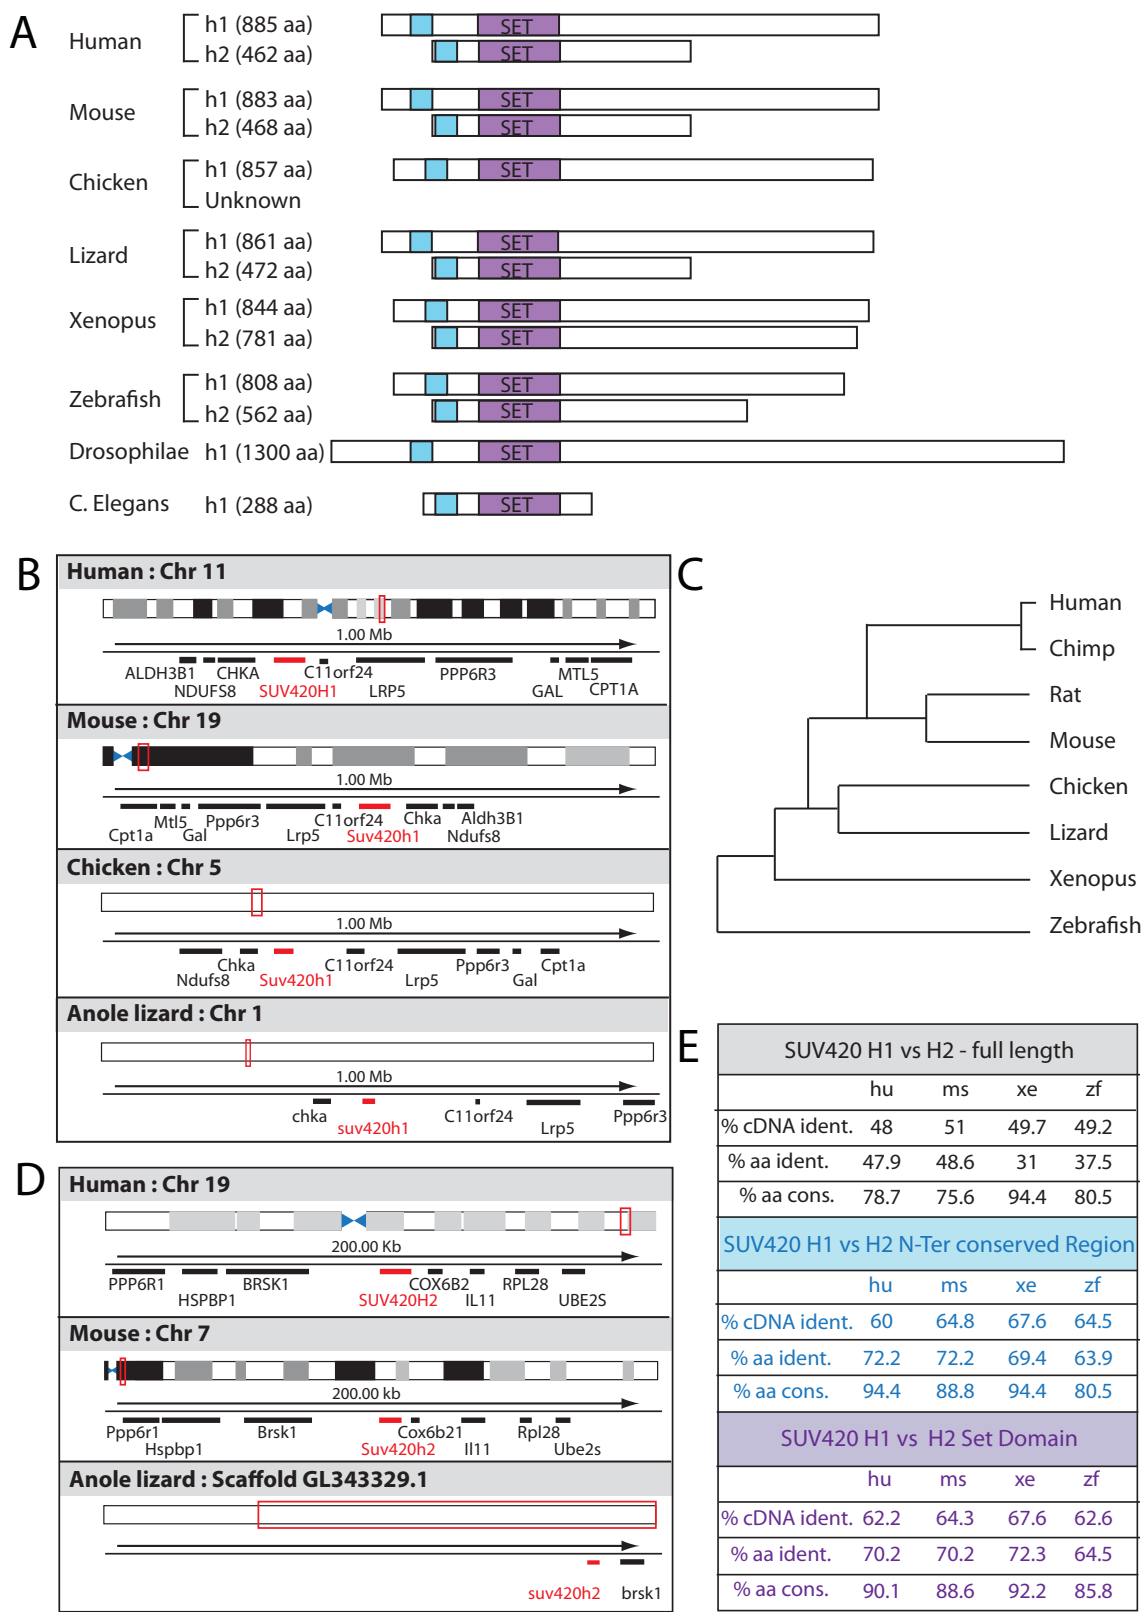 A
Human
h1 (885 aa)
SET
h2 (462 aa)
SET
Mouse
h1 (883 aa)
SET
h2 (468 aa)
SET
Chicken
h1 (857 aa)
SET
Unknown
Lizard
h1 (861 aa)
SET
h2 (472 aa)
SET
Xenopus
h1 (844 aa)
SET
h2 (781 aa)
SET
Zebrafish
h1 (808 aa)
SET
h2 (562 aa)
SET
Drosophilae h1 (1300 aa)
SET
C. Elegans h1 (288 aa)
SET
B
Human : Chr 11
1.00 Mb
ALDH3B1 CHKA C11orf24 PPP6R3 MTL5
NDUFS8 SUV420H1 LRP5 GAL CPT1A
Mouse : Chr 19
1.00 Mb
Mtl5 Ppp6r3 C11orf24 Chka Aldh3B1
Cpt1a Gal Lrp5 Suv420h1 Ndufs8
Chicken : Chr 5
1.00 Mb
Chka C11orf24 Ppp6r3 Cpt1a
Ndufs8 Suv420h1 Lrp5 Gal
Anole lizard : Chr 1
1.00 Mb
chka C11orf24 Ppp6r3
suv420h1 Lrp5
C
Human
Chimp
Rat
Mouse
Chicken
Lizard
Xenopus
Zebrafish
D
Human : Chr 19
200.00 Kb
PPP6R1 BRSK1 COX6B2 RPL28
HSPBP1 SUV420H2 IL11 UBE2S
Mouse : Chr 7
200.00 kb
Ppp6r1 Brsk1 Cox6b21 Rpl28
Hspbp1 Suv420h2 Il11 Ube2s
Anole lizard : Scaffold GL343329.1
suv420h2 brsk1
E
SUV420 H1 vs H2 - full length
hu ms xe zf
% cDNA ident. 48 51 49.7 49.2
% aa ident. 47.9 48.6 31 37.5
% aa cons. 78.7 75.6 94.4 80.5
SUV420 H1 vs H2 N-Ter conserved Region
hu ms xe zf
% cDNA ident. 60 64.8 67.6 64.5
% aa ident. 72.2 72.2 69.4 63.9
% aa cons. 94.4 88.8 94.4 80.5
SUV420 H1 vs H2 Set Domain
hu ms xe zf
% cDNA ident. 62.2 64.3 67.6 62.6
% aa ident. 70.2 70.2 72.3 64.5
% aa cons. 90.1 88.6 92.2 85.8